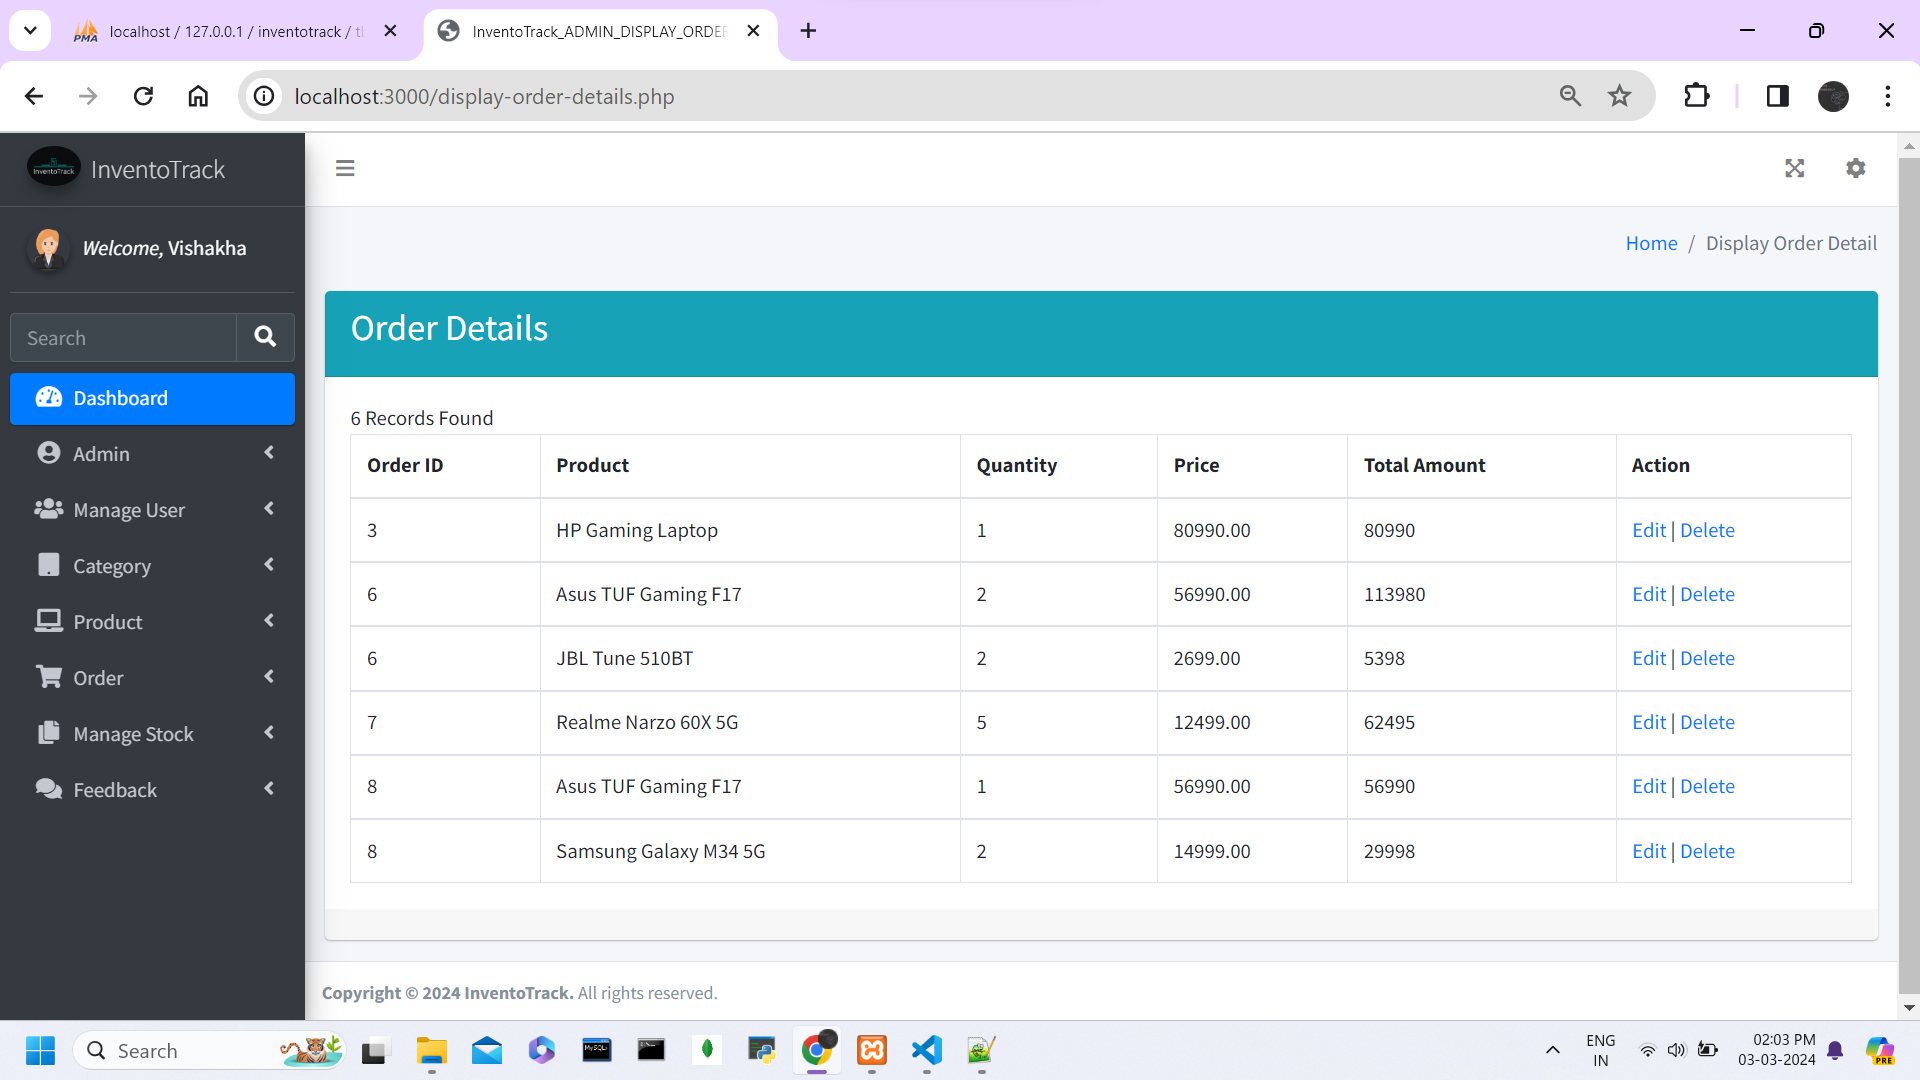 localhost / 127.0.0.1 / inventotrack / tl
InventoTrack_ADMIN_DISPLAY_ORDER
localhost:3000/display-order-details.php
InventoTrack
InventoTrack
Welcome, Vishakha
Search
Dashboard
Admin
Manage User
Category
Product
Order
Manage Stock
Feedback
Home / Display Order Detail
Order Details
6 Records Found
Order ID Product Quantity Price Total Amount Action
3 HP Gaming Laptop 1 80990.00 80990 Edit | Delete
6 Asus TUF Gaming F17 2 56990.00 113980 Edit | Delete
6 JBL Tune 510BT 2 2699.00 5398 Edit | Delete
7 Realme Narzo 60X 5G 5 12499.00 62495 Edit | Delete
8 Asus TUF Gaming F17 1 56990.00 56990 Edit | Delete
8 Samsung Galaxy M34 5G 2 14999.00 29998 Edit | Delete
Copyright © 2024 InventoTrack. All rights reserved.
Search
MySQL
ENG
IN
02:03 PM
03-03-2024
PRE